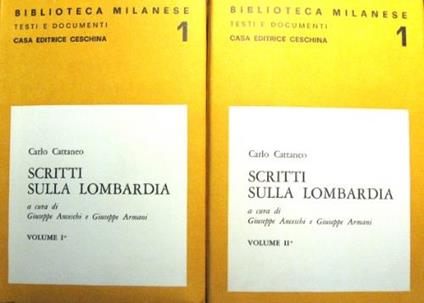 BIBLIOTECA MILANESE
TESTI E DOCUMENTI
CASA EDITRICE CESCHINA
1
Carlo Cattaneo
SCRITTI
SULLA LOMBARDIA
a cura di
Giuseppe Anceschi e Giuseppe Armani
VOLUME I°
BIBLIOTECA MILANESE
TESTI E DOCUMENTI
CASA EDITRICE CESCHINA
1
Carlo Cattaneo
SCRITTI
SULLA LOMBARDIA
a cura di
Giuseppe Anceschi e Giuseppe Armani
VOLUME II°